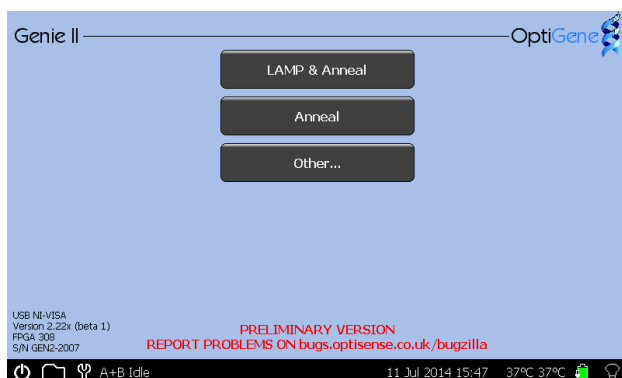 Genie II
OptiGene
LAMP & Anneal
Anneal
Other...
USB NI-VISA
Version 2.22x (beta 1)
FPGA 308
S/N GEN2-2007
PRELIMINARY VERSION
REPORT PROBLEMS ON bugs.optisense.co.uk/bugzilla
A+B Idle
11 Jul 2014 15:47
37°C 37°C